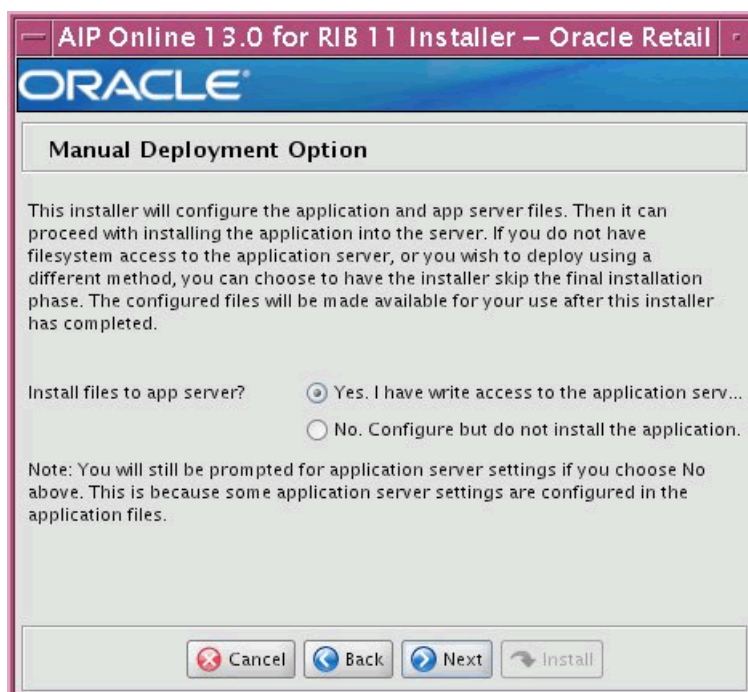 AIP Online 13.0 for RIB 11 Installer – Oracle Retail
ORACLE®
Manual Deployment Option
This installer will configure the application and app server files. Then it can
proceed with installing the application into the server. If you do not have
filesystem access to the application server, or you wish to deploy using a
different method, you can choose to have the installer skip the final installation
phase. The configured files will be made available for your use after this installer
has completed.
Install files to app server?
Yes. I have write access to the application serv...
No. Configure but do not install the application.
Note: You will still be prompted for application server settings if you choose No
above. This is because some application server settings are configured in the
application files.
Cancel
Back
Next
Install